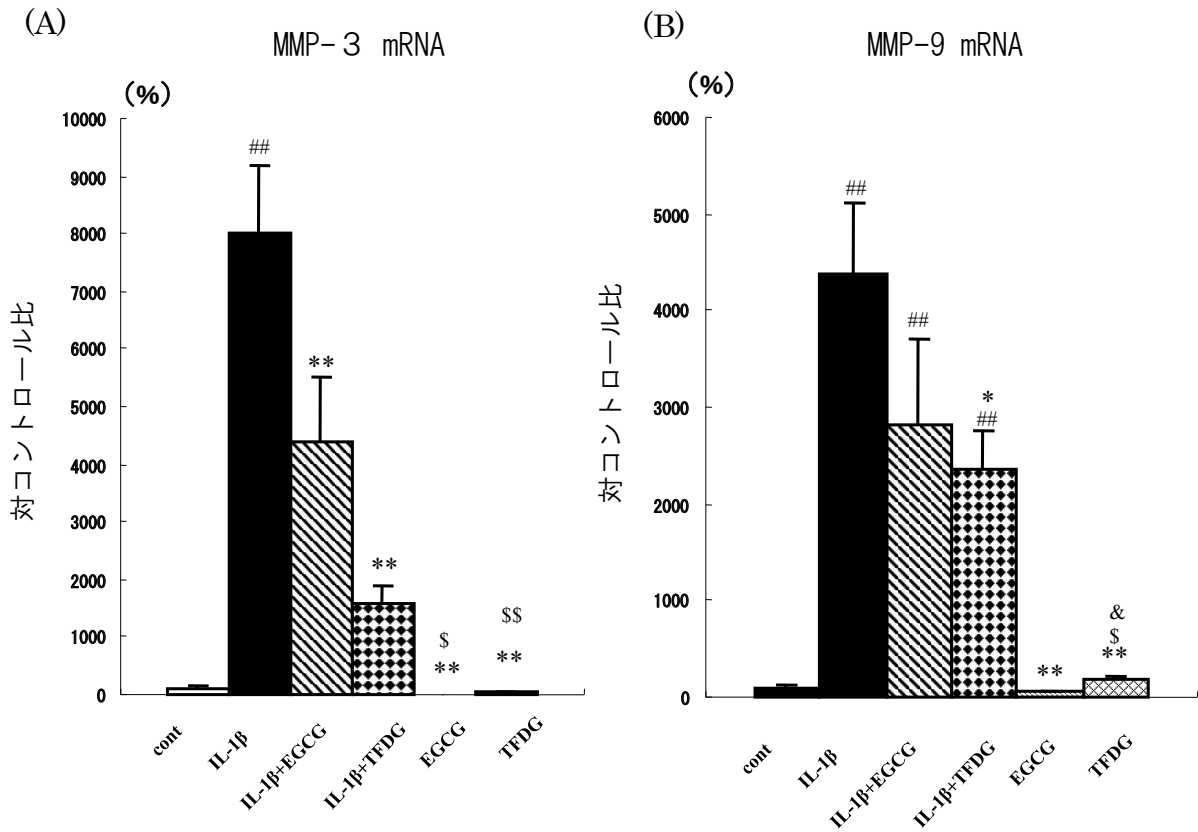 (A)
MMP-３ mRNA
(%)
対コントロール比
10000
9000
8000
7000
6000
5000
4000
3000
2000
1000
0
##
**
**
$
**
$$
**
cont
IL-1β
IL-1β+EGCG
IL-1β+TFDG
EGCG
TFDG
(B)
MMP-9 mRNA
(%)
対コントロール比
6000
5000
4000
3000
2000
1000
0
##
##
*
##
**
&
$
**
cont
IL-1β
IL-1β+EGCG
IL-1β+TFDG
EGCG
TFDG